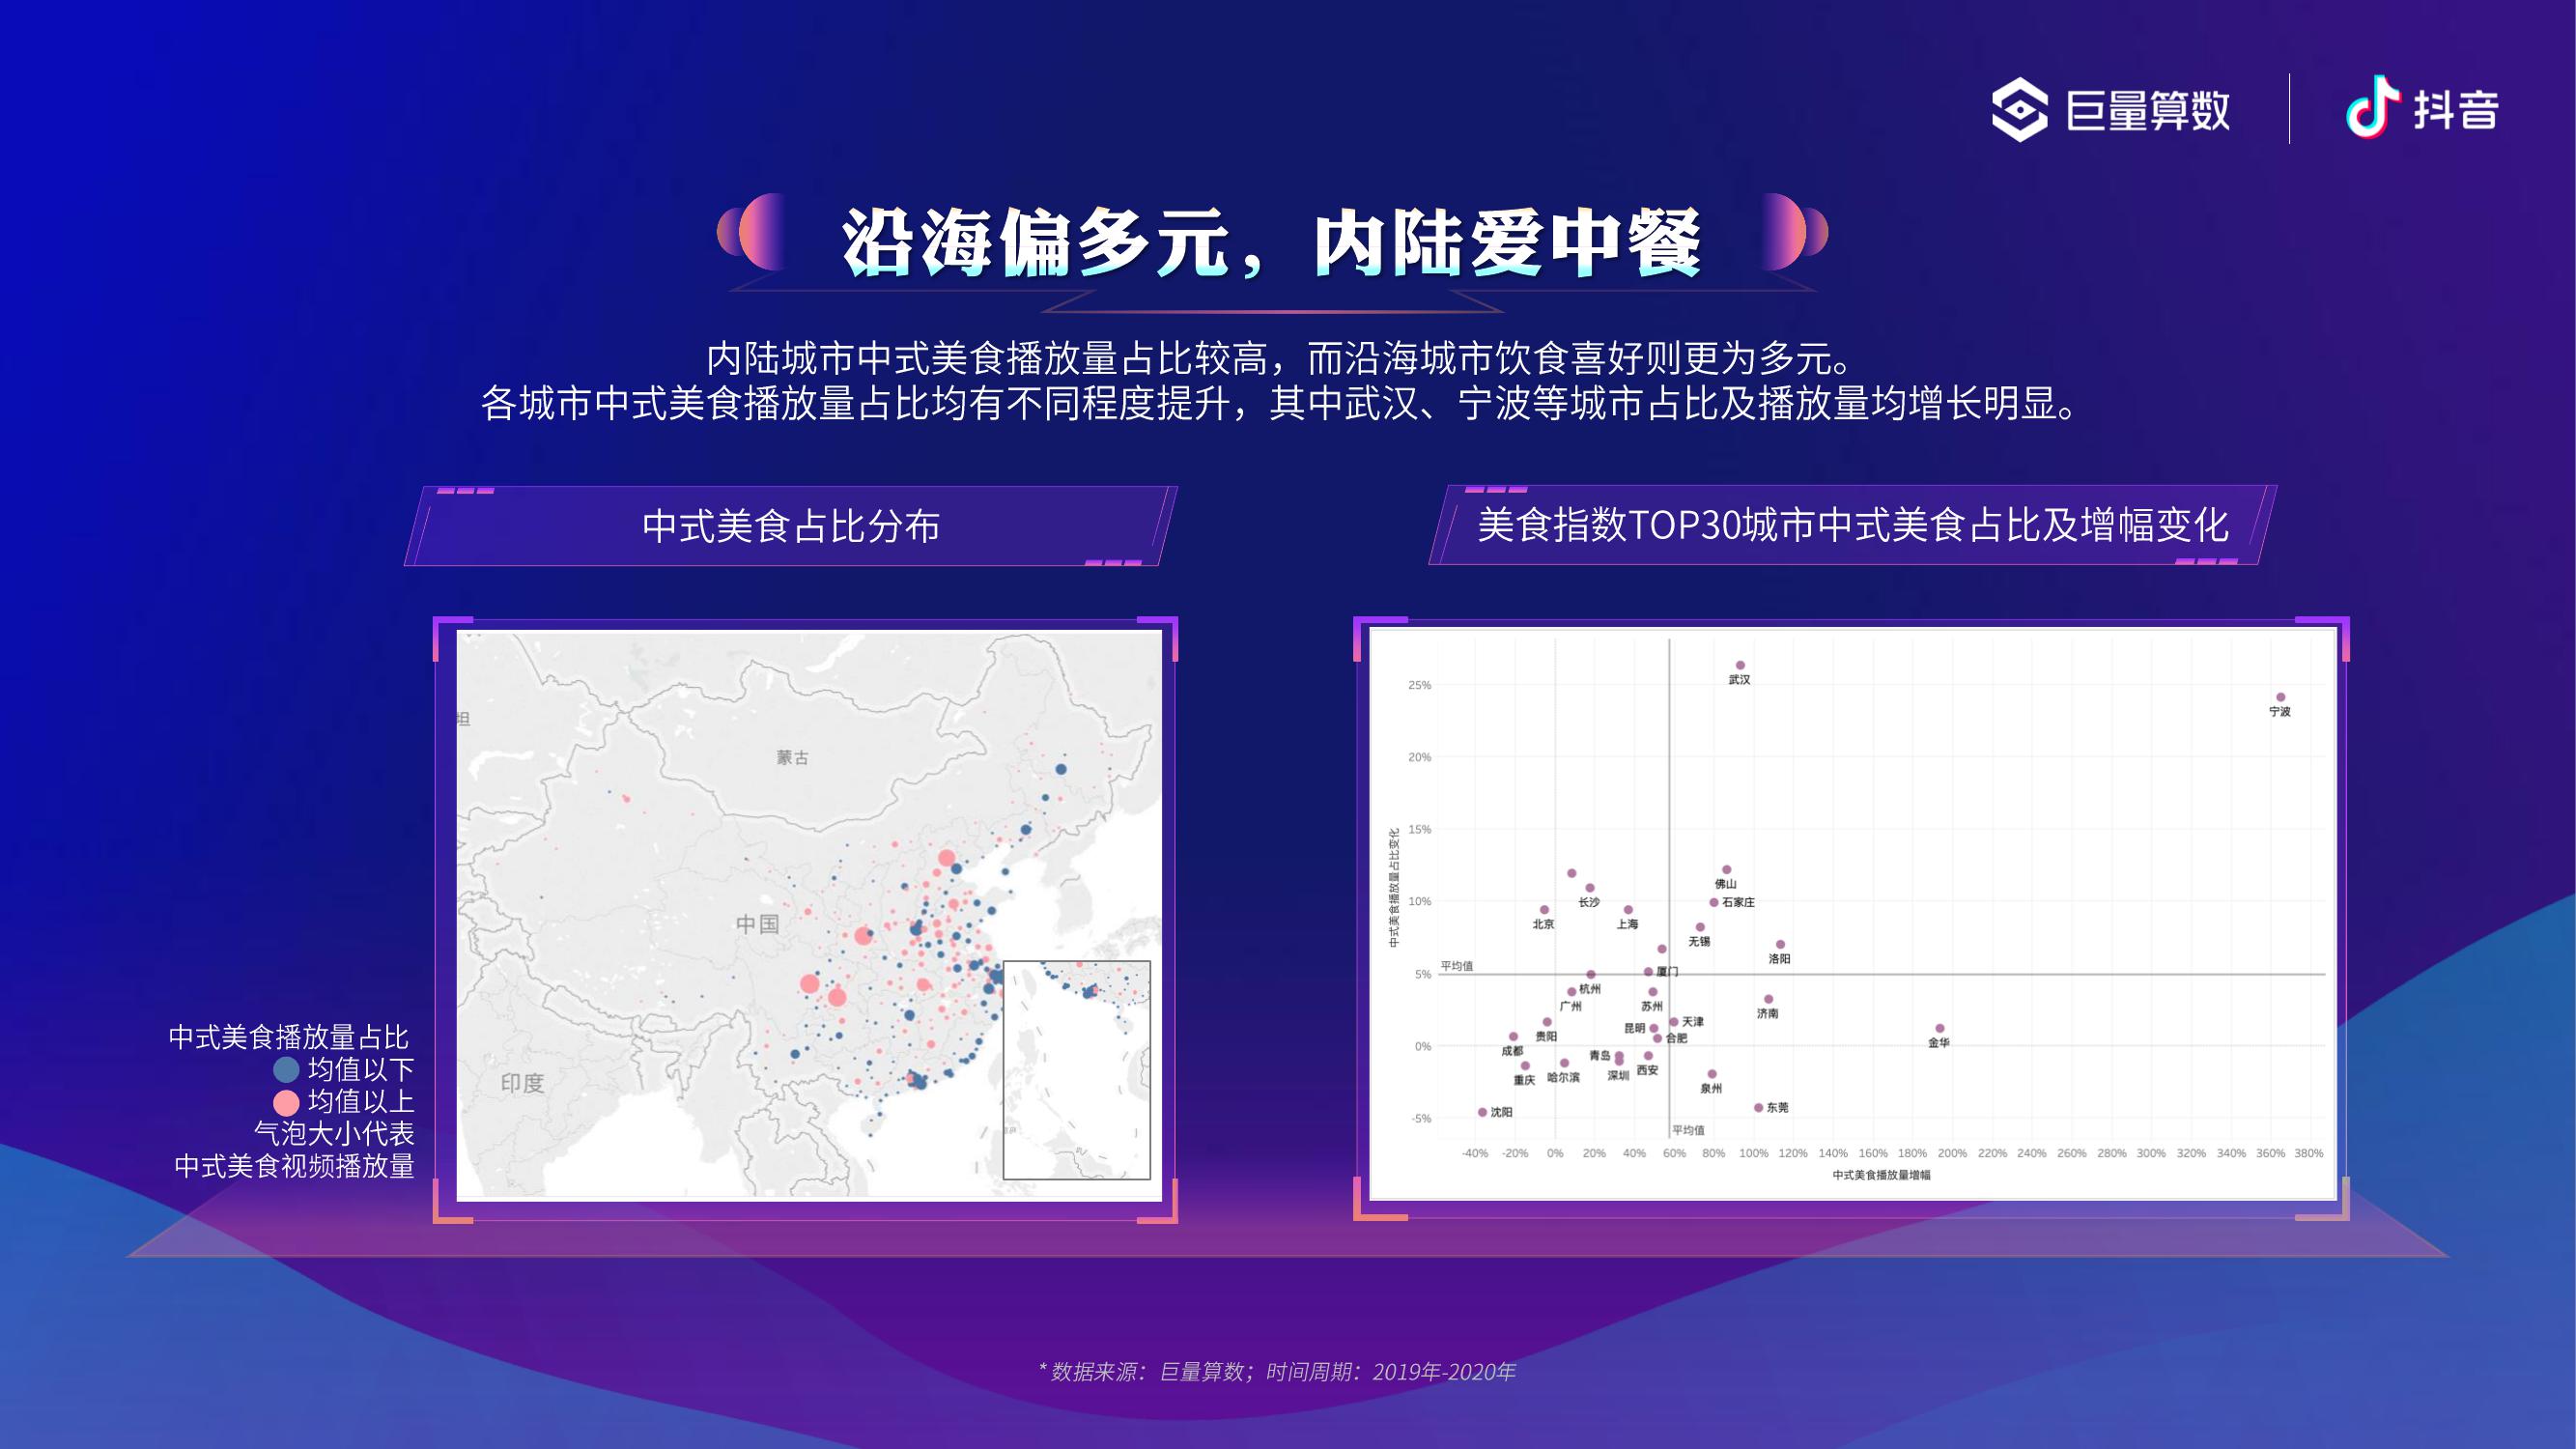 巨量算数
抖音
沿海偏多元，内陆爱中餐
内陆城市中式美食播放量占比较高，而沿海城市饮食喜好则更为多元。
各城市中式美食播放量占比均有不同程度提升，其中武汉、宁波等城市占比及播放量均增长明显。
中式美食占比分布
坦
蒙古
中国
印度
中式美食播放量占比
均值以下
均值以上
气泡大小代表
中式美食视频播放量
美食指数TOP30城市中式美食占比及增幅变化
中式美食播放量占比变化
25%
20%
15%
10%
5%
0%
-5%
武汉
宁波
佛山
长沙
石家庄
北京
上海
无锡
洛阳
平均值
厦门
杭州
广州
苏州
济南
天津
昆明
贵阳
合肥
金华
成都
青岛
西安
重庆
哈尔滨
深圳
泉州
沈阳
东莞
平均值
-40% -20% 0% 20% 40% 60% 80% 100% 120% 140% 160% 180% 200% 220% 240% 260% 280% 300% 320% 340% 360% 380%
中式美食播放量增幅
*数据来源：巨量算数；时间周期：2019年-2020年